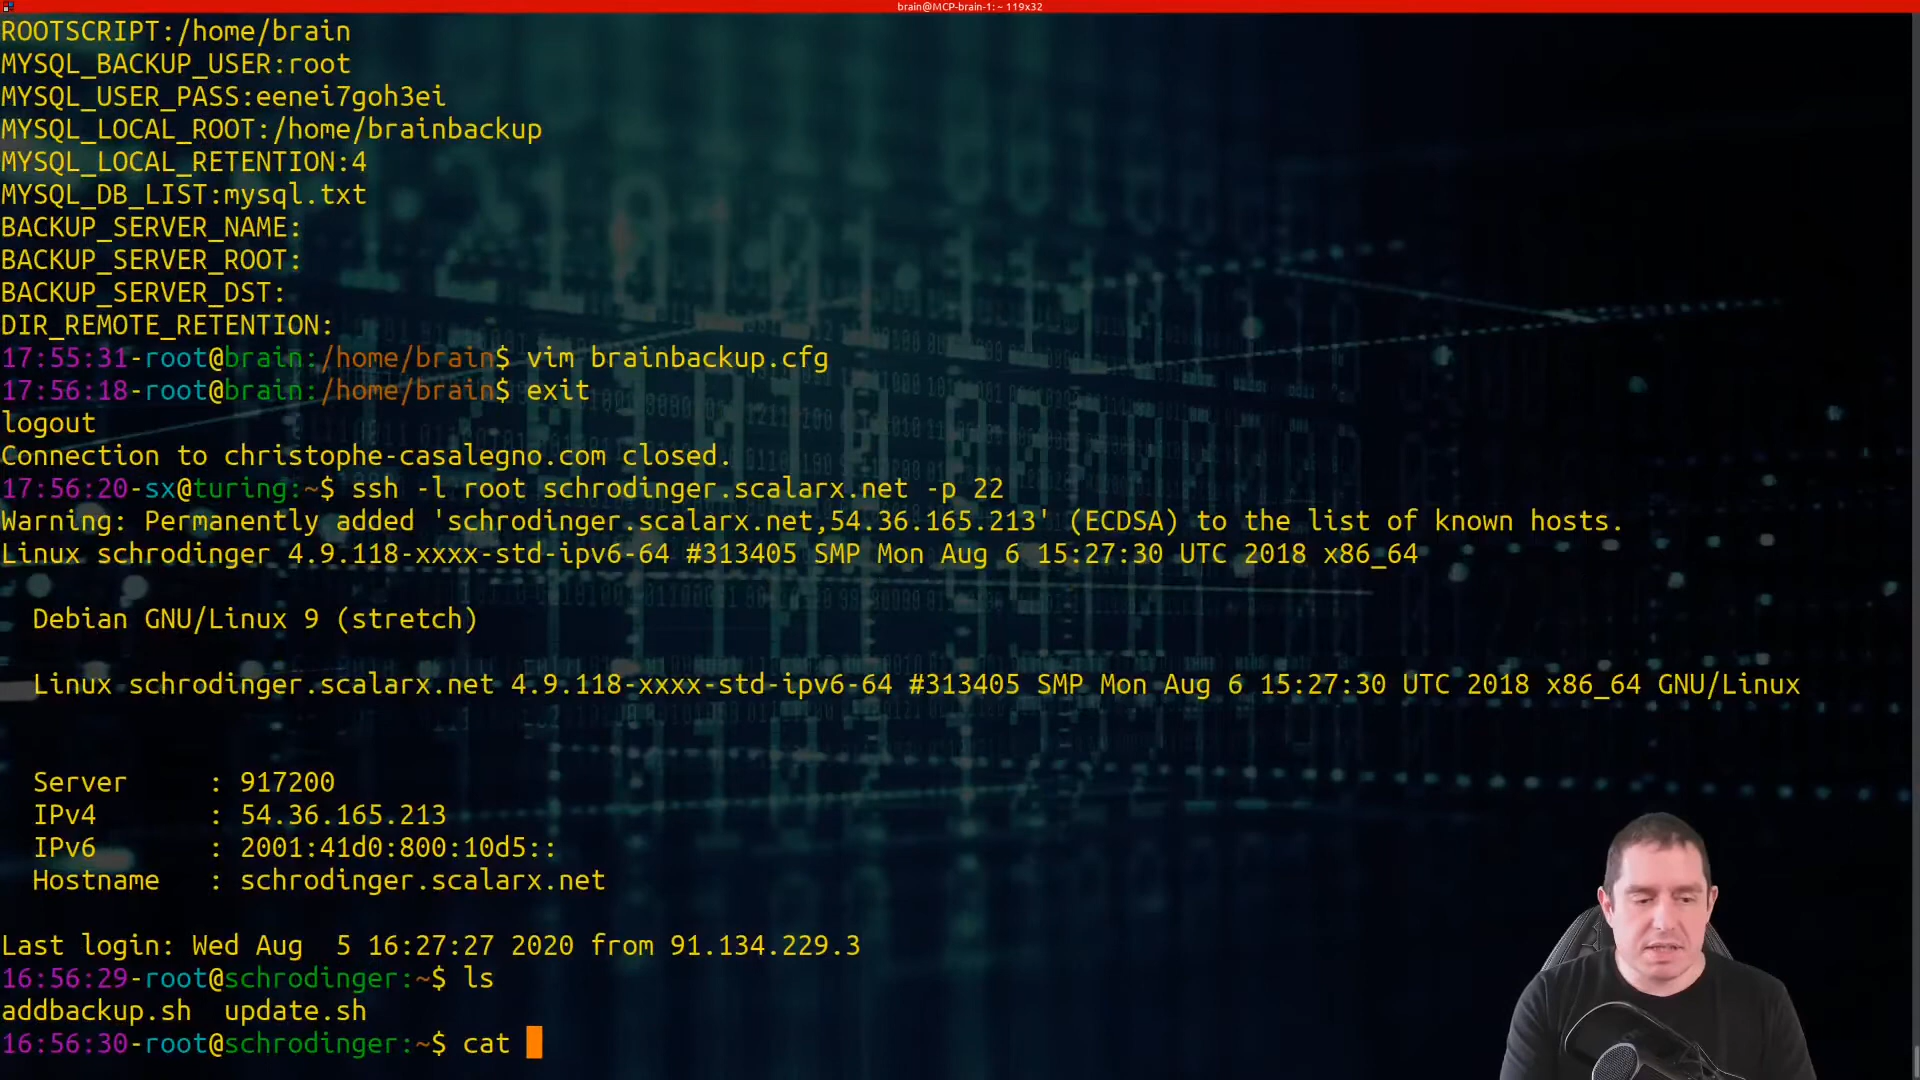 brain@MCP-brain-1: ~ 119x32
ROOTSCRIPT:/home/brain
MYSQL_BACKUP_USER:root
MYSQL_USER_PASS:eenei7goh3ei
MYSQL_LOCAL_ROOT:/home/brainbackup
MYSQL_LOCAL_RETENTION:4
MYSQL_DB_LIST:mysql.txt
BACKUP_SERVER_NAME:
BACKUP_SERVER_ROOT:
BACKUP_SERVER_DST:
DIR_REMOTE_RETENTION:
17:55:31-root@brain:/home/brain$ vim brainbackup.cfg
17:56:18-root@brain:/home/brain$ exit
logout
Connection to christophe-casalegno.com closed.
17:56:20-sx@turing:~$ ssh -l root schrodinger.scalarx.net -p 22
Warning: Permanently added 'schrodinger.scalarx.net,54.36.165.213' (ECDSA) to the list of known hosts.
Linux schrodinger 4.9.118-xxxx-std-ipv6-64 #313405 SMP Mon Aug 6 15:27:30 UTC 2018 x86_64
Debian GNU/Linux 9 (stretch)
Linux schrodinger.scalarx.net 4.9.118-xxxx-std-ipv6-64 #313405 SMP Mon Aug 6 15:27:30 UTC 2018 x86_64 GNU/Linux
Server : 917200
IPv4 : 54.36.165.213
IPv6 : 2001:41d0:800:10d5::
Hostname : schrodinger.scalarx.net
Last login: Wed Aug  5 16:27:27 2020 from 91.134.229.3
16:56:29-root@schrodinger:~$ ls
addbackup.sh  update.sh
16:56:30-root@schrodinger:~$ cat